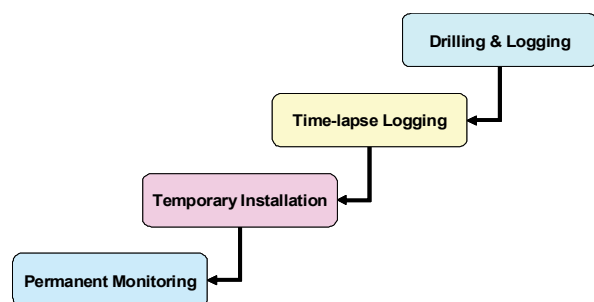 Drilling & Logging
Time-lapse Logging
Temporary Installation
Permanent Monitoring